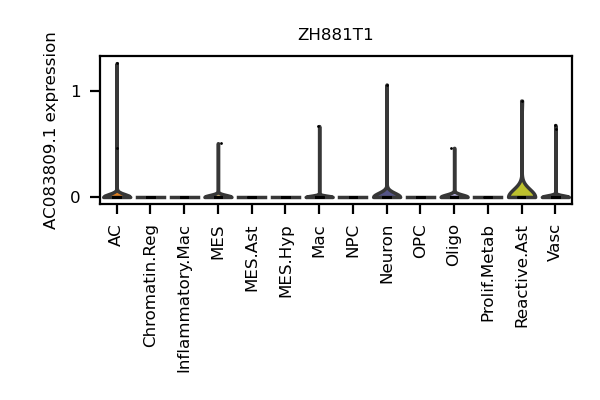 ZH881T1
AC083809.1 expression
1
0
AC
Chromatin.Reg
Inflammatory.Mac
MES
MES.Ast
MES.Hyp
Mac
NPC
Neuron
OPC
Oligo
Prolif.Metab
Reactive.Ast
Vasc